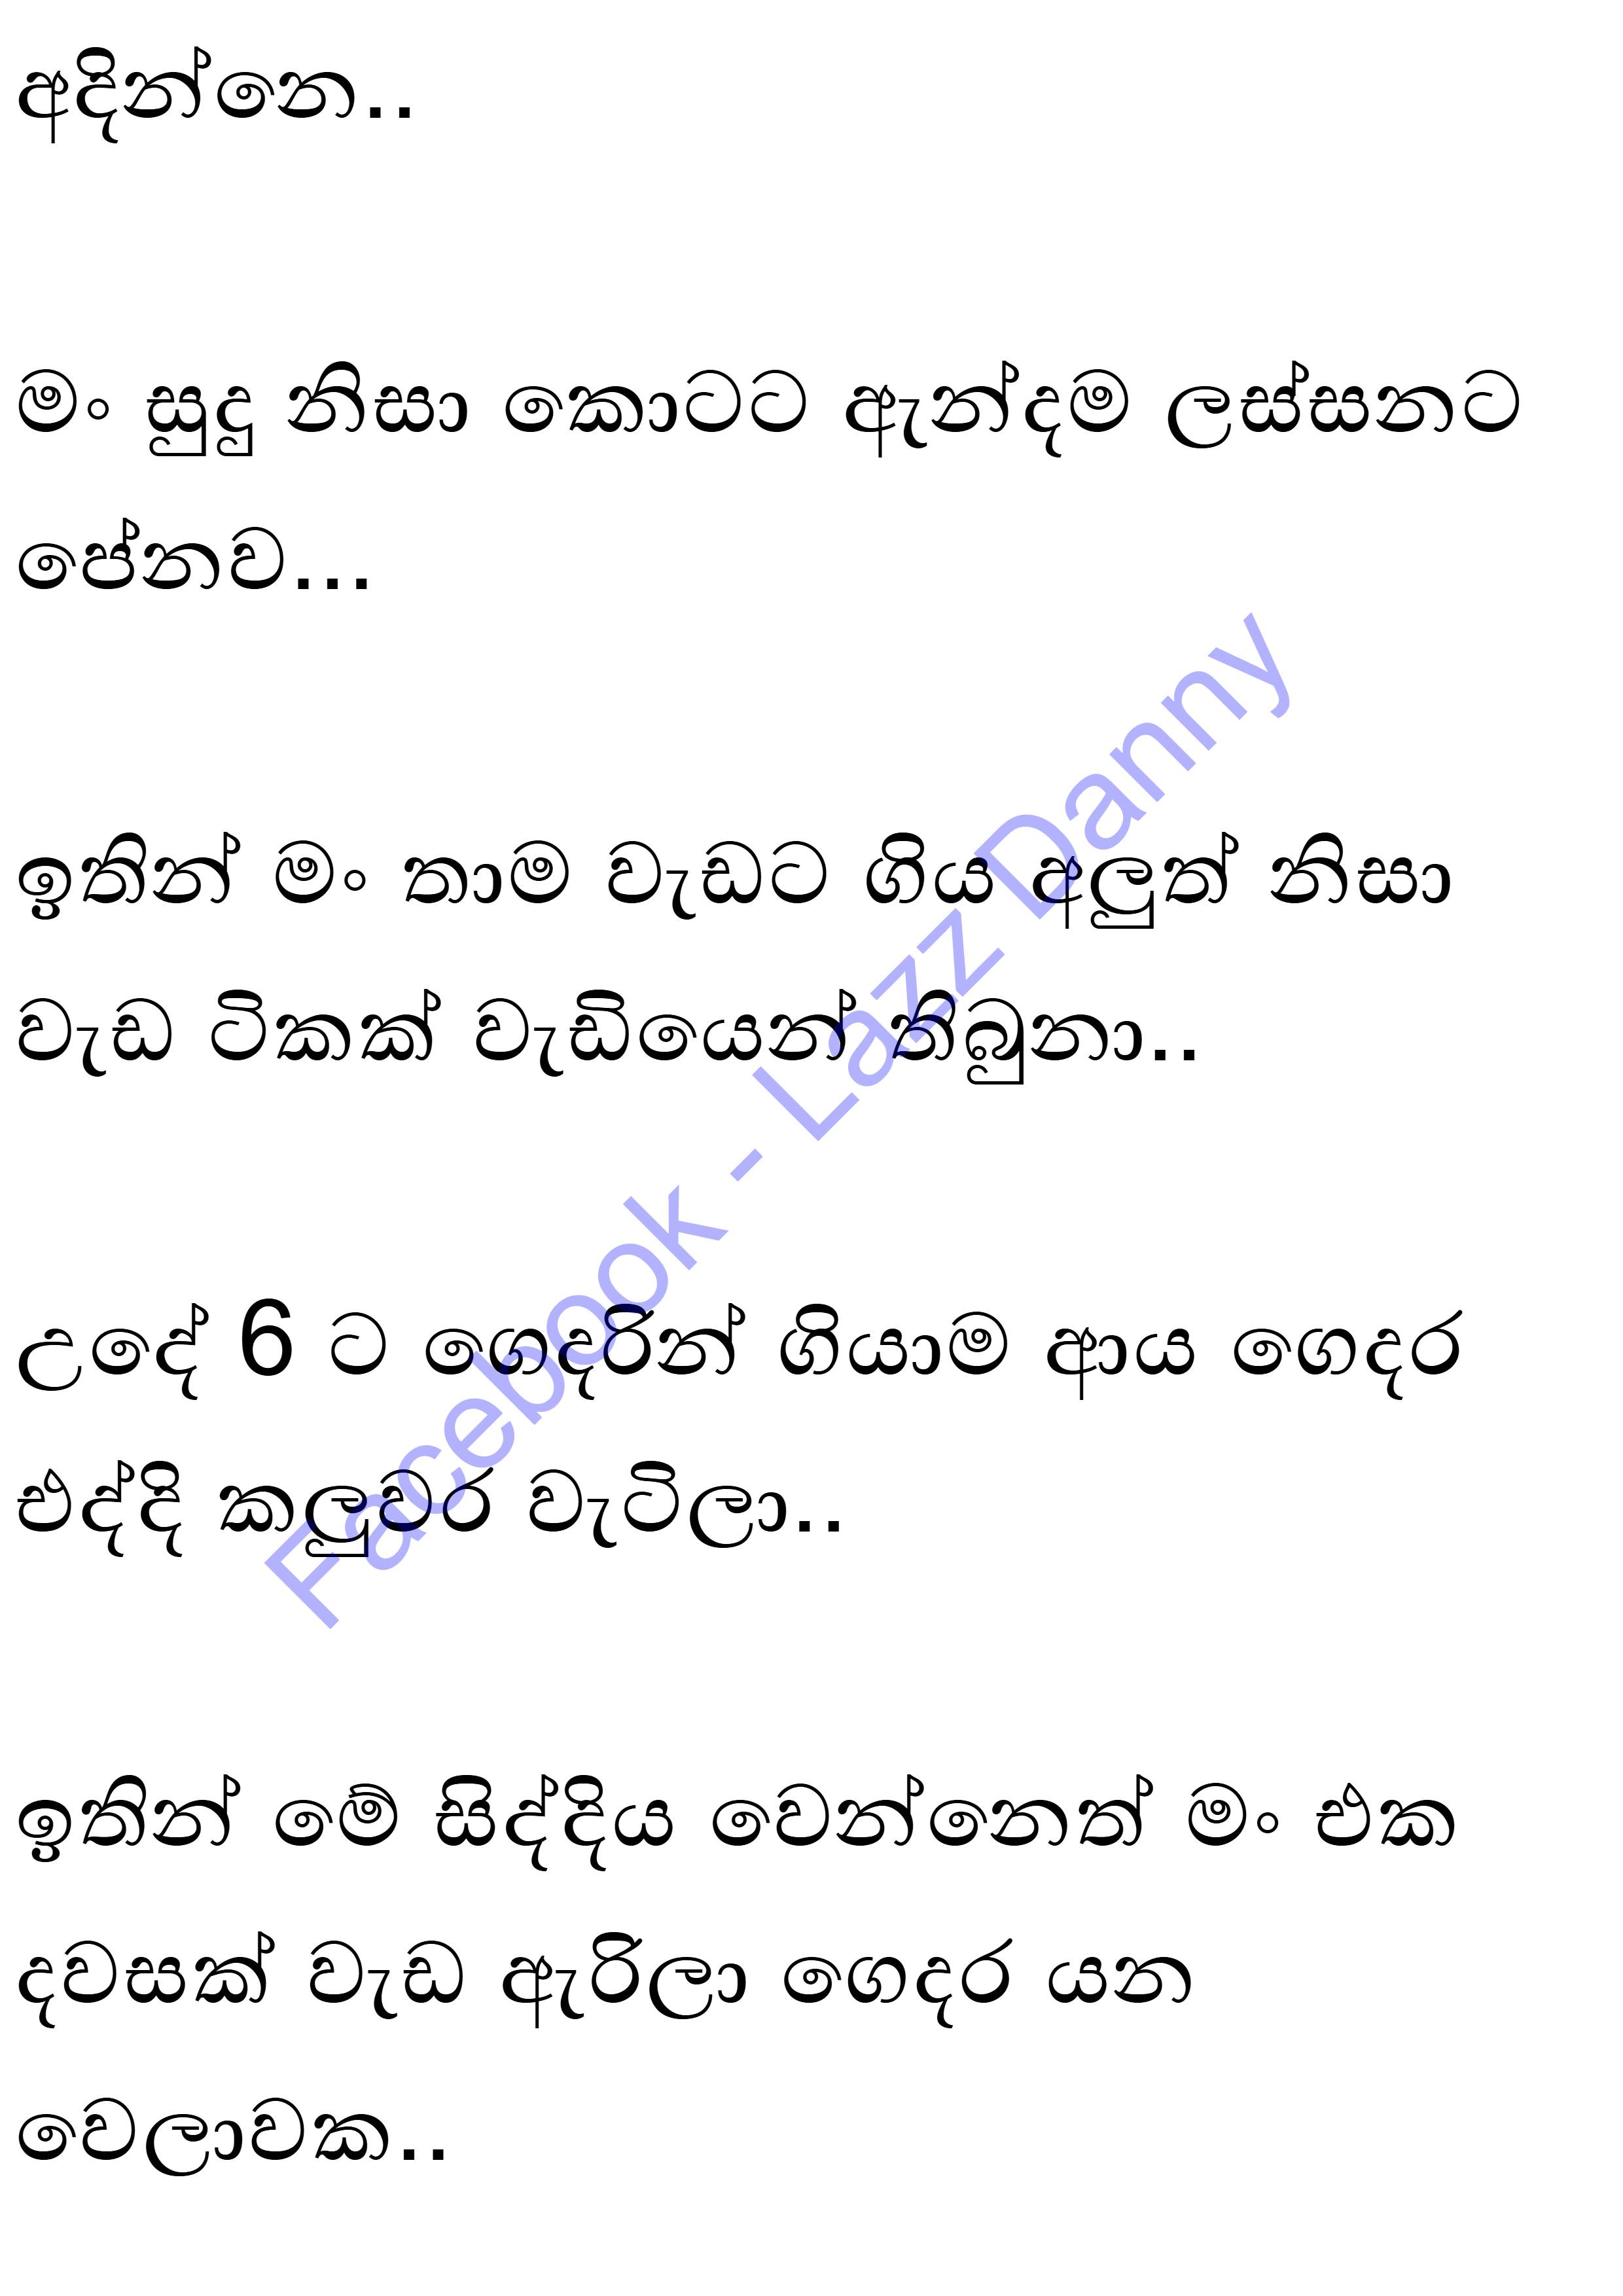 අදින්නෙ..
මං සුදු නිසා කොටට ඇන්දම ලස්සනට
පේනව...
ඉතින් මං තාම වැඩට ගිය අලුත් නිසා
වැඩ ටිකක් වැඩියෙන් තිබුනා..
උදේ 6 ට ගෙදරින් ගියාම ආය ගෙදර
එද්දි කලුවර වැටිලා..
ඉතින් මේ සිද්දිය වෙන්නෙත් මං එක
දවසක් වැඩ ඇරිලා ගෙදර යන
වෙලාවක..
Facebook - Lazz Danny